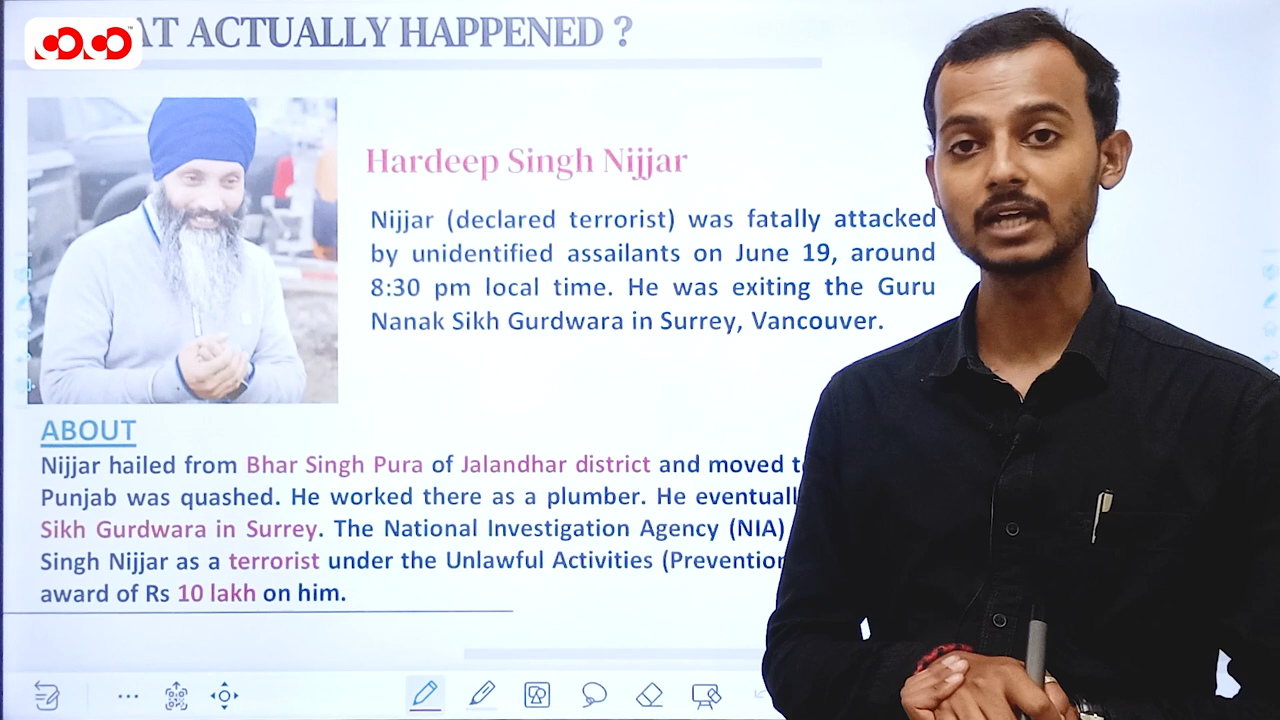 AT ACTUALLY HAPPENED ?
Hardeep Singh Nijjar
Nijjar (declared terrorist) was fatally attacked
by unidentified assailants on June 19, around
8:30 pm local time. He was exiting the Guru
Nanak Sikh Gurdwara in Surrey, Vancouver.
ABOUT
Nijjar hailed from Bhar Singh Pura of Jalandhar district and moved
Punjab was quashed. He worked there as a plumber. He eventuall
Sikh Gurdwara in Surrey. The National Investigation Agency (NIA)
Singh Nijjar as a terrorist under the Unlawful Activities (Prevention
award of Rs 10 lakh on him.